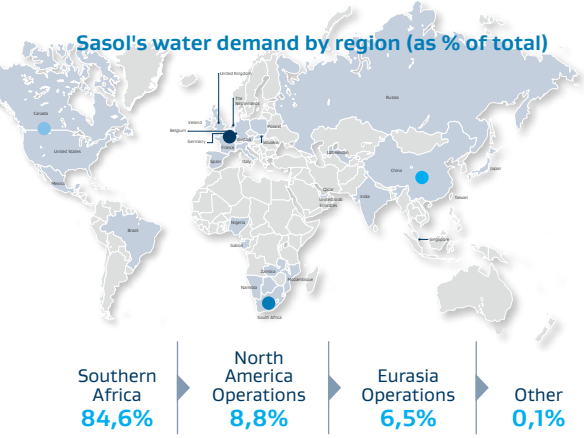 Sasol's water demand by region (as % of total)
United Kingdom
The
Netherlands
Russia
Canada
Ireland
Belgium
Poland
Germany
France
United States
Spain
Italy
Uzbekistan
China
Japan
Mexico
Qatar
India
United Arab
Emirates
Taiwan
Nigeria
Brazil
Gabon
Singapore
Zambia
Mozambique
Namibia
South Africa
Southern
Africa
84,6%
North
America
Operations
8,8%
Eurasia
Operations
6,5%
Other
0,1%